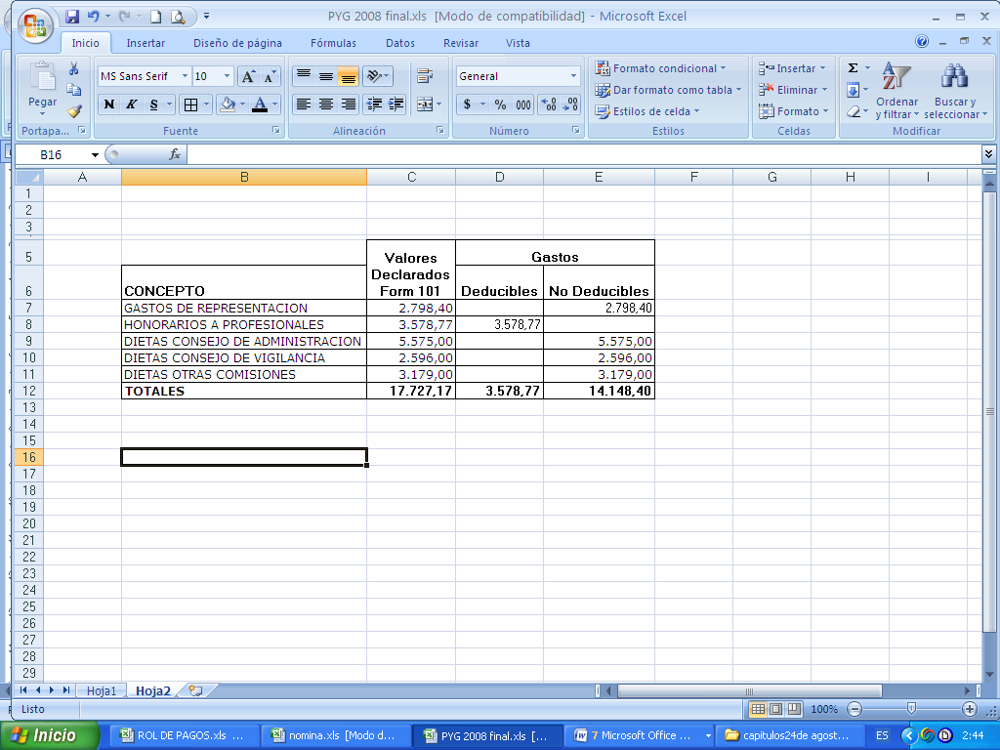 PYG 2008 final.xls [Modo de compatibilidad] - Microsoft Excel
Inicio Insertar Diseño de página Fórmulas Datos Revisar Vista
MS Sans Serif 10 General Formato condicional Insertar Σ
Dar formato como tabla Eliminar
Pegar N K S A $ % 000 Estilos de celda Formato Ordenar y filtrar Buscar y seleccionar
Portapa... Fuente Alineación Número Estilos Celdas Modificar
B16 fx
A B C D E F G H I
1
2
3
5 Valores Gastos
Declarados
6 CONCEPTO Form 101 Deducibles No Deducibles
7 GASTOS DE REPRESENTACION 2.798,40 2.798,40
8 HONORARIOS A PROFESIONALES 3.578,77 3.578,77
9 DIETAS CONSEJO DE ADMINISTRACION 5.575,00 5.575,00
10 DIETAS CONSEJO DE VIGILANCIA 2.596,00 2.596,00
11 DIETAS OTRAS COMISIONES 3.179,00 3.179,00
12 TOTALES 17.727,17 3.578,77 14.148,40
13
14
15
16
17
18
19
20
21
22
23
24
25
26
27
28
29
Hoja1 Hoja2
Listo 100%
Inicio ROL DE PAGOS.xls ... nomina.xls [Modo d... PYG 2008 final.xls [... 7 Microsoft Office ... capitulos24de agost... ES 2:44